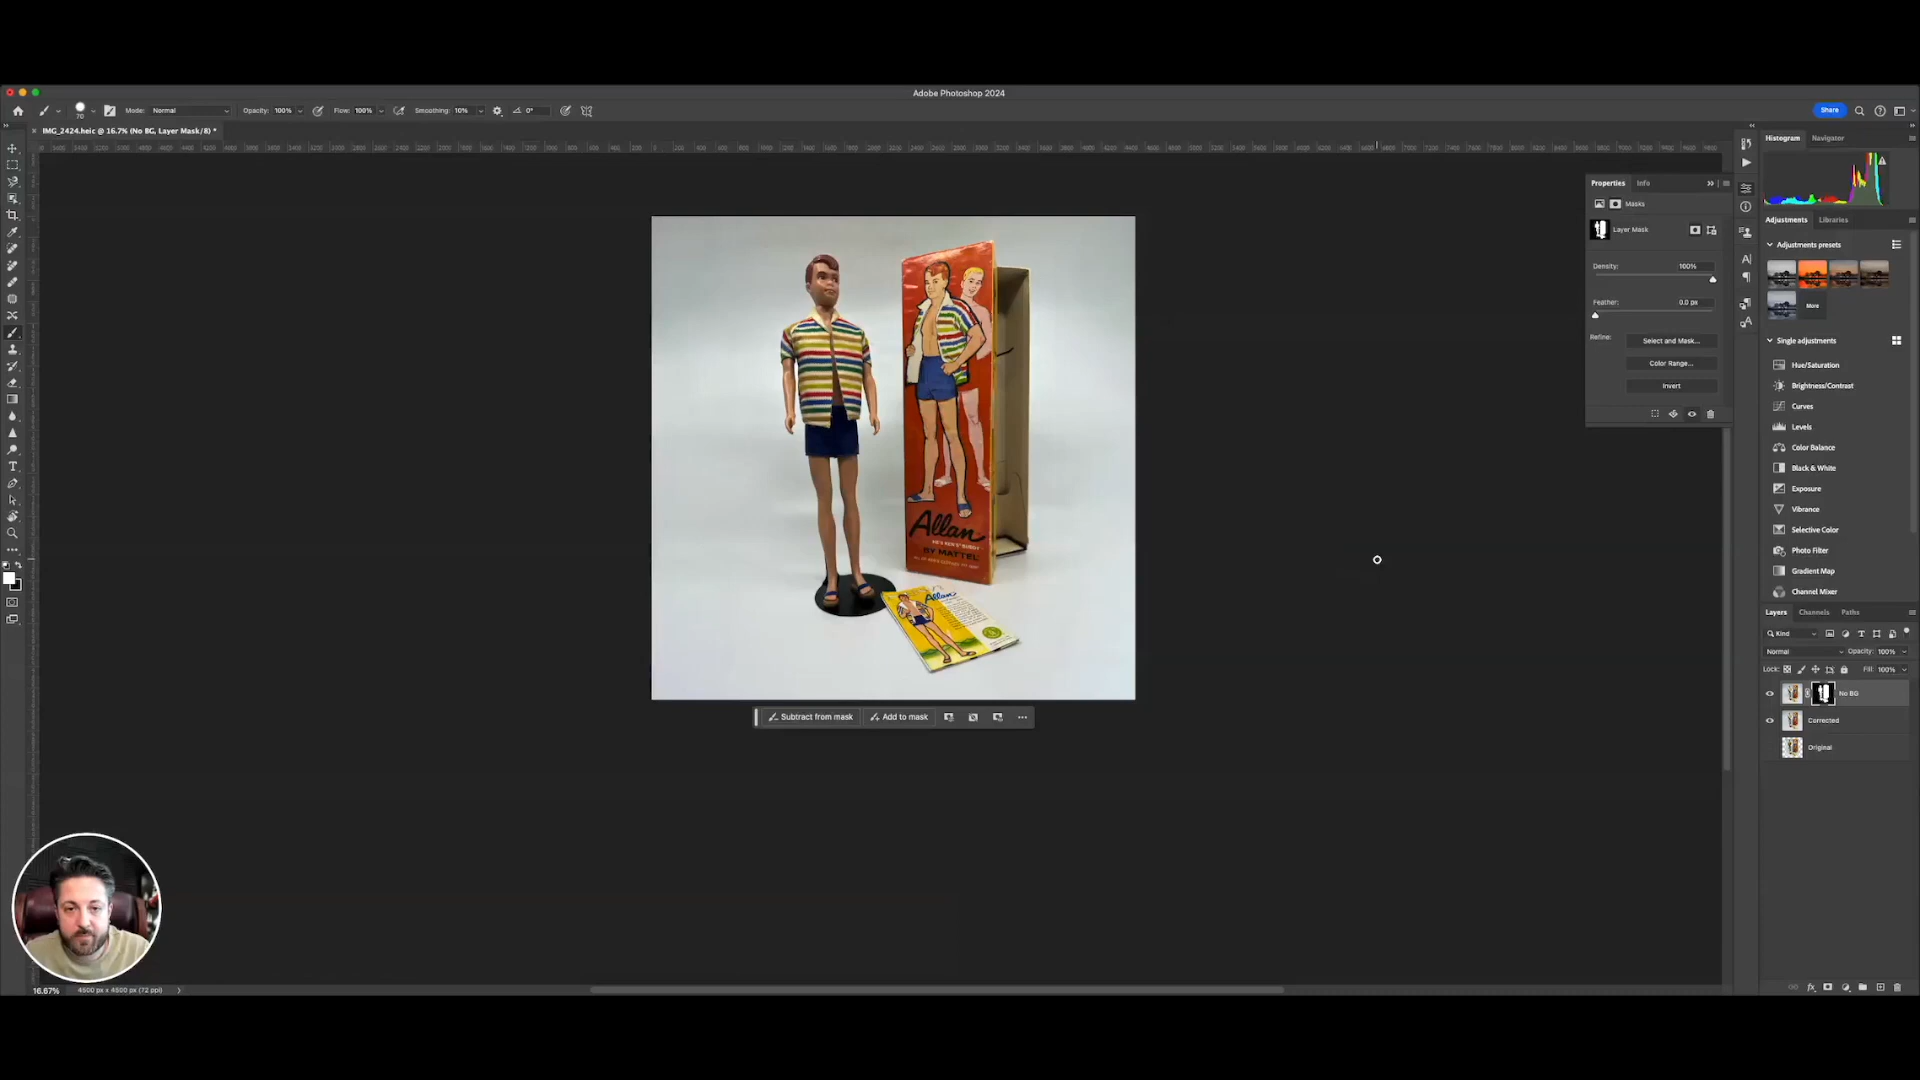 Adobe Photoshop 2024
70 Mode: Normal Opacity: 100% Flow: 100% Smoothing: 10% 0° Share
IMG_2424.heic @ 16.7% (No BG, Layer Mask/8) *
Histogram Navigator
Properties Info
Masks
Layer Mask
Density: 100%
Feather: 0.0 px
Refine: Select and Mask...
Color Range...
Invert
Adjustments Libraries
Adjustments presets
More
Single adjustments
Hue/Saturation
Brightness/Contrast
Curves
Levels
Color Balance
Black & White
Exposure
Vibrance
Selective Color
Photo Filter
Gradient Map
Channel Mixer
Layers Channels Paths
Kind
Normal Opacity: 100%
Lock: Fill: 100%
No BG
Corrected
Original
Allan
BY MATTEL
Allan
Subtract from mask Add to mask
16.67% 4500 px x 4500 px (72 ppi)